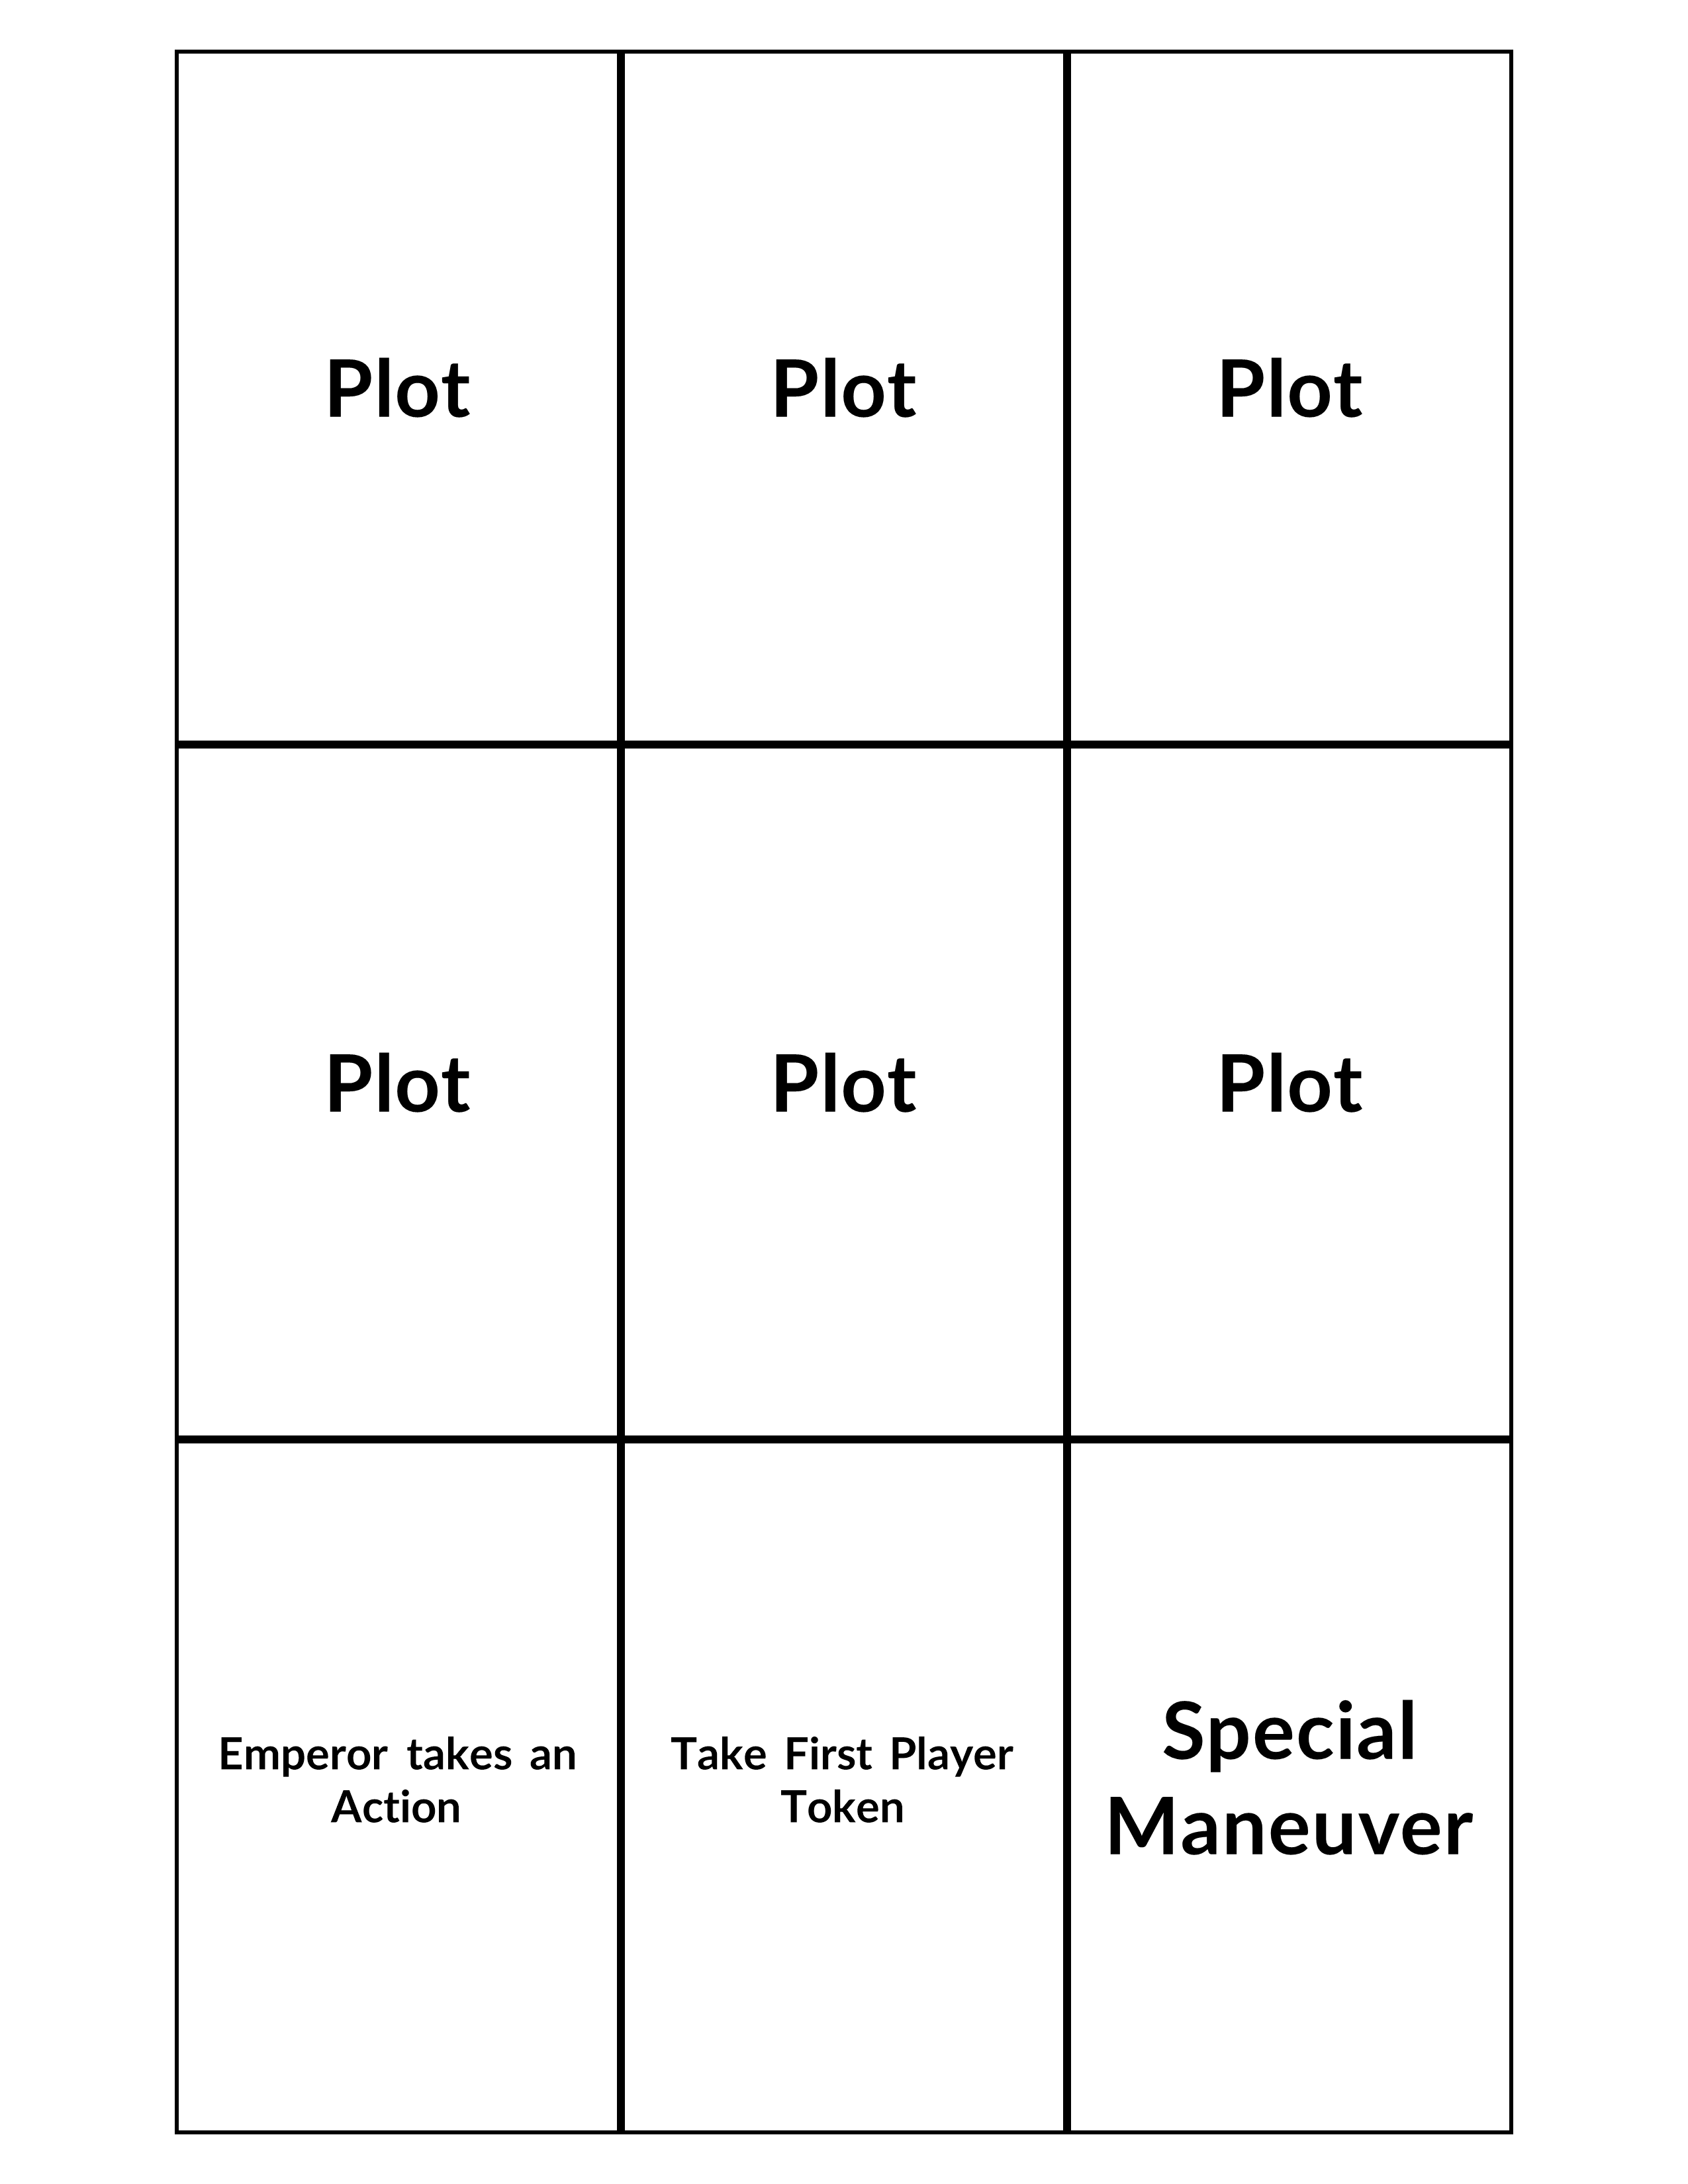 Plot
Plot
Plot
Plot
Plot
Plot
Emperor takes an
Action
Take First Player
Token
Special
Maneuver